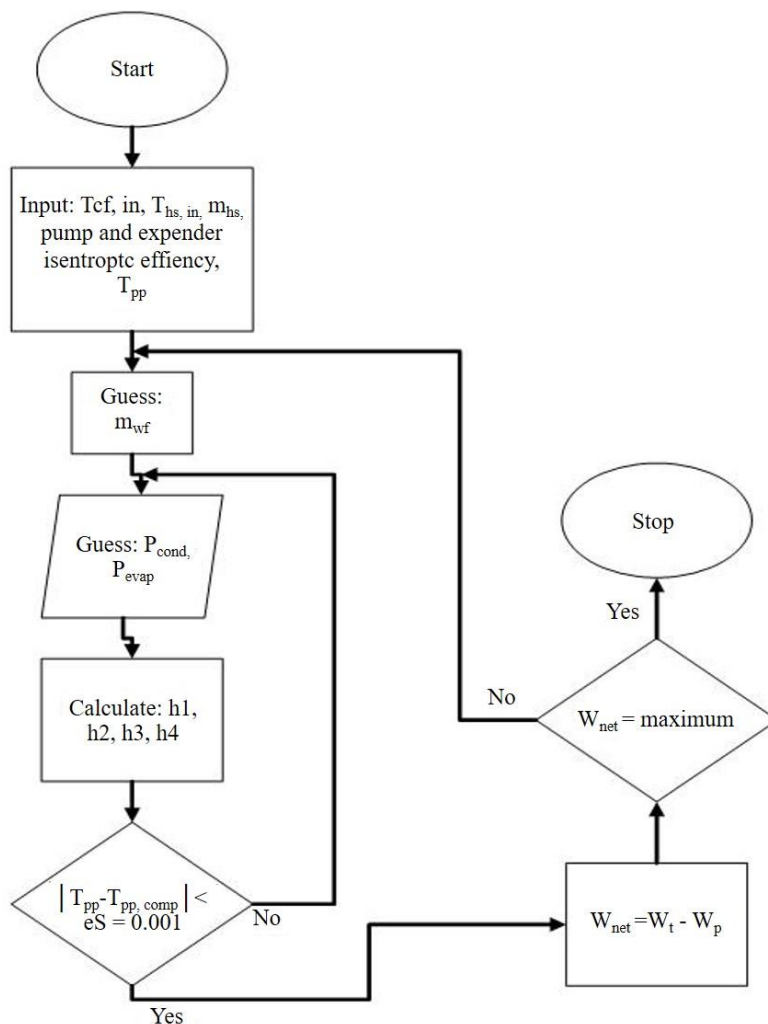 Start
Input: Tcf, in, Ths, in, mhs,
pump and expender
isentroptc effiency,
Tpp
Guess:
mwf
Guess: Pcond,
Pevap
Calculate: h1,
h2, h3, h4
|Tpp-Tpp, comp| <
eS = 0.001
No
Yes
Wnet =Wt - Wp
Wnet = maximum
No
Yes
Stop